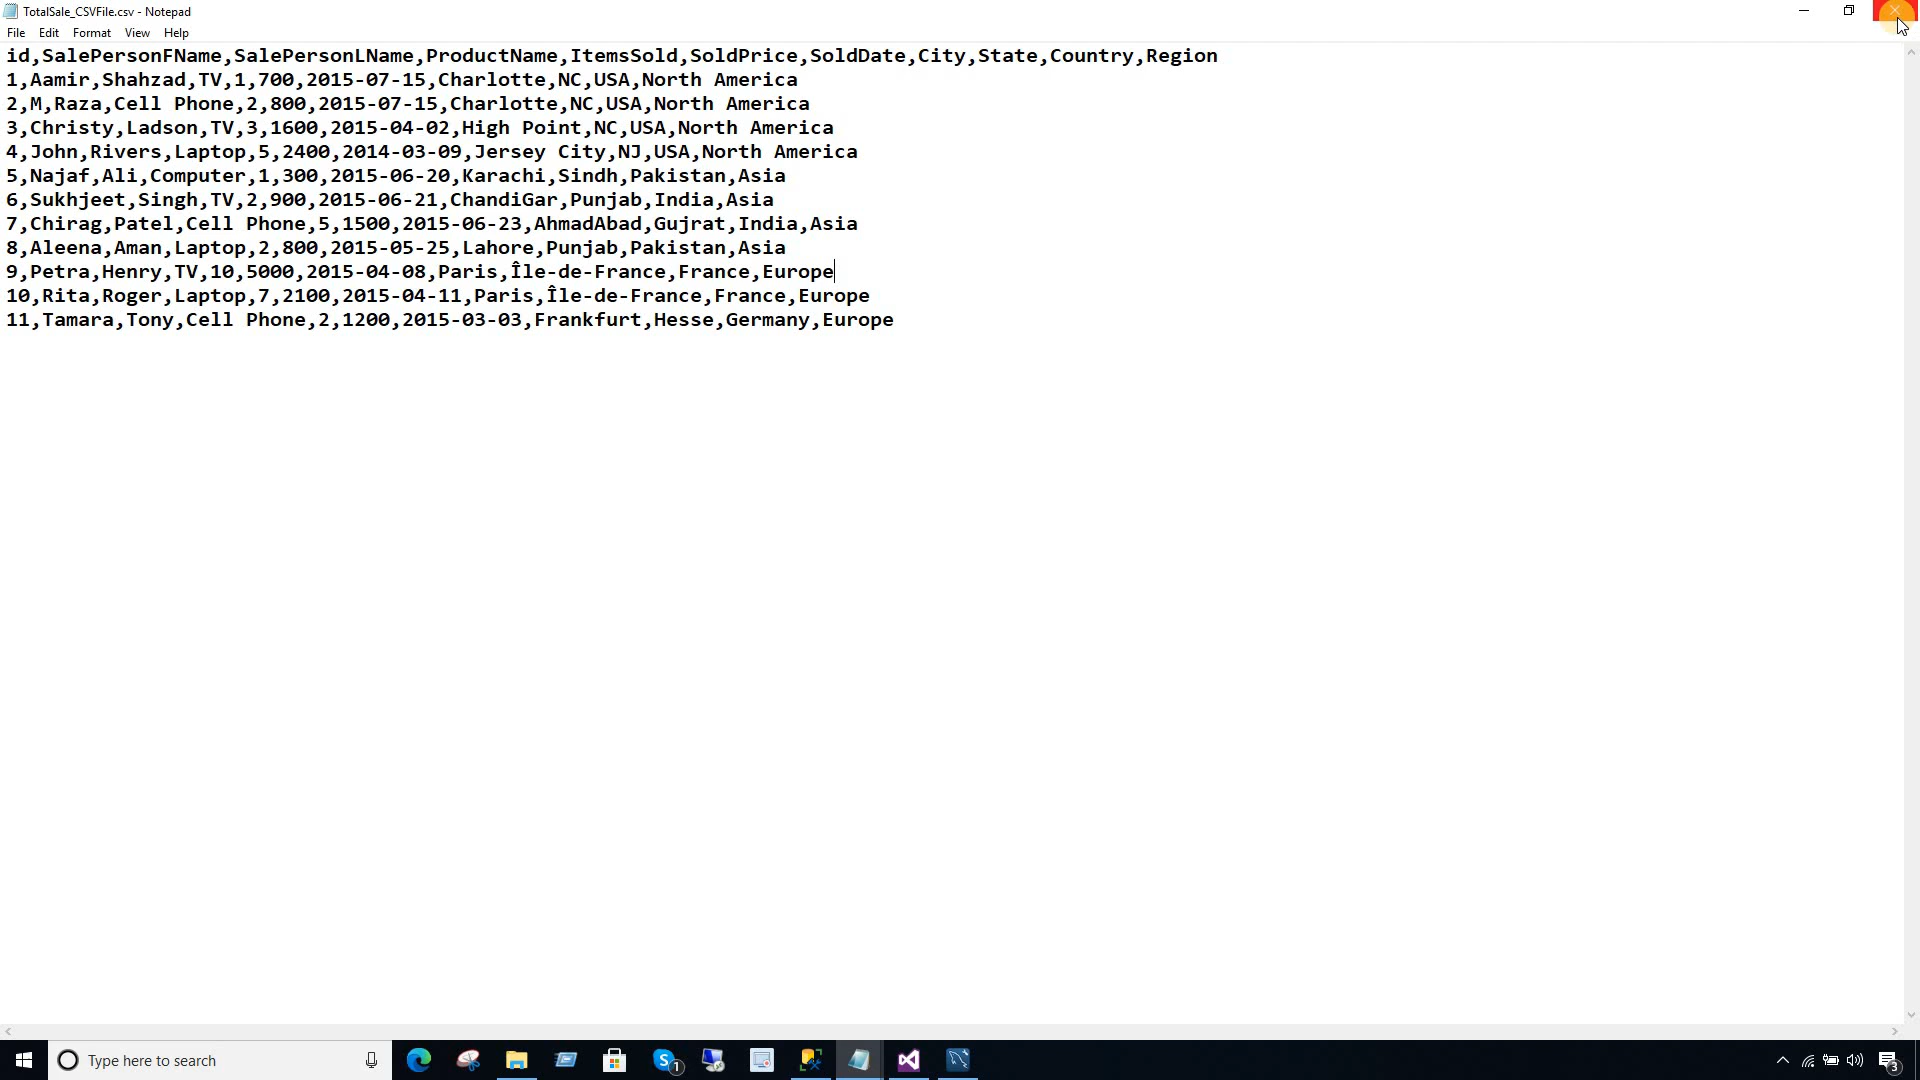 TotalSale_CSVFile.csv - Notepad
File Edit Format View Help
id,SalePersonFName,SalePersonLName,ProductName,ItemsSold,SoldPrice,SoldDate,City,State,Country,Region
1,Aamir,Shahzad,TV,1,700,2015-07-15,Charlotte,NC,USA,North America
2,M,Raza,Cell Phone,2,800,2015-07-15,Charlotte,NC,USA,North America
3,Christy,Ladson,TV,3,1600,2015-04-02,High Point,NC,USA,North America
4,John,Rivers,Laptop,5,2400,2014-03-09,Jersey City,NJ,USA,North America
5,Najaf,Ali,Computer,1,300,2015-06-20,Karachi,Sindh,Pakistan,Asia
6,Sukhjeet,Singh,TV,2,900,2015-06-21,ChandiGar,Punjab,India,Asia
7,Chirag,Patel,Cell Phone,5,1500,2015-06-23,AhmadAbad,Gujrat,India,Asia
8,Aleena,Aman,Laptop,2,800,2015-05-25,Lahore,Punjab,Pakistan,Asia
9,Petra,Henry,TV,10,5000,2015-04-08,Paris,Île-de-France,France,Europe
10,Rita,Roger,Laptop,7,2100,2015-04-11,Paris,Île-de-France,France,Europe
11,Tamara,Tony,Cell Phone,2,1200,2015-03-03,Frankfurt,Hesse,Germany,Europe
Type here to search
S 1
3